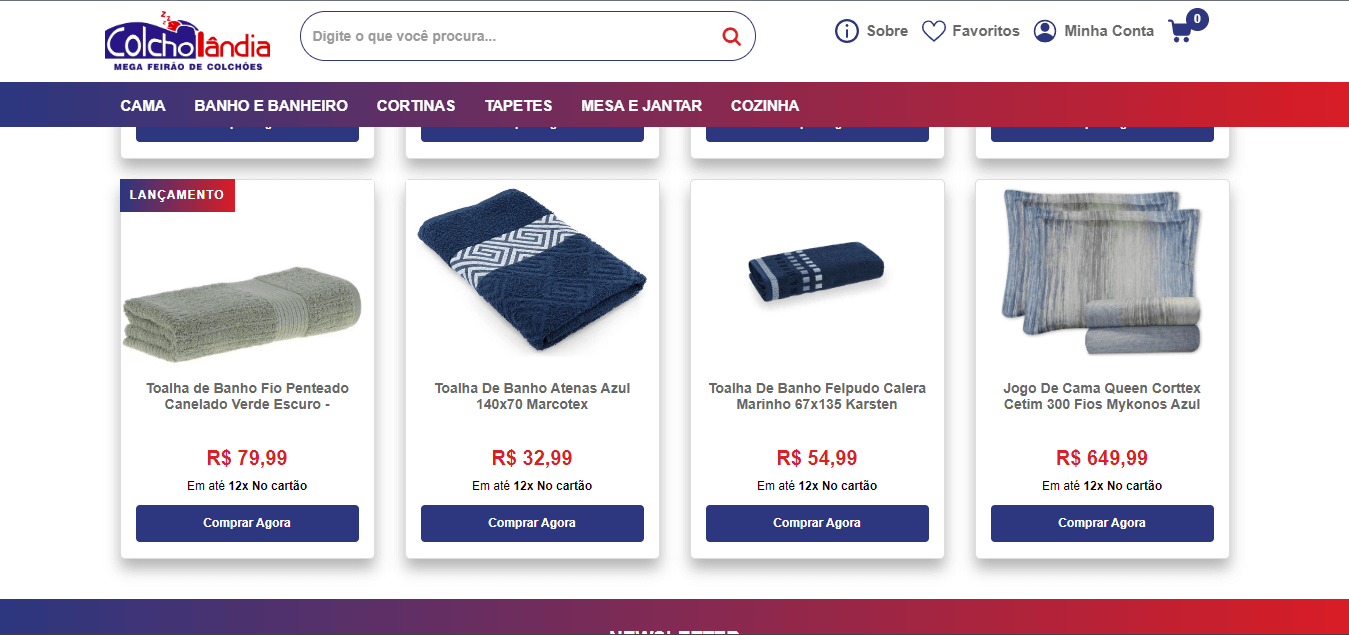 Colcholândia
MEGA FEIRÃO DE COLCHÕES
Digite o que você procura...
Sobre
Favoritos
Minha Conta
0
CAMA BANHO E BANHEIRO CORTINAS TAPETES MESA E JANTAR COZINHA
LANÇAMENTO
Toalha de Banho Fio Penteado
Canelado Verde Escuro -
R$ 79,99
Em até 12x No cartão
Comprar Agora
Toalha De Banho Atenas Azul
140x70 Marcotex
R$ 32,99
Em até 12x No cartão
Comprar Agora
Toalha De Banho Felpudo Calera
Marinho 67x135 Karsten
R$ 54,99
Em até 12x No cartão
Comprar Agora
Jogo De Cama Queen Corttex
Cetim 300 Fios Mykonos Azul
R$ 649,99
Em até 12x No cartão
Comprar Agora
NEWSLETTER